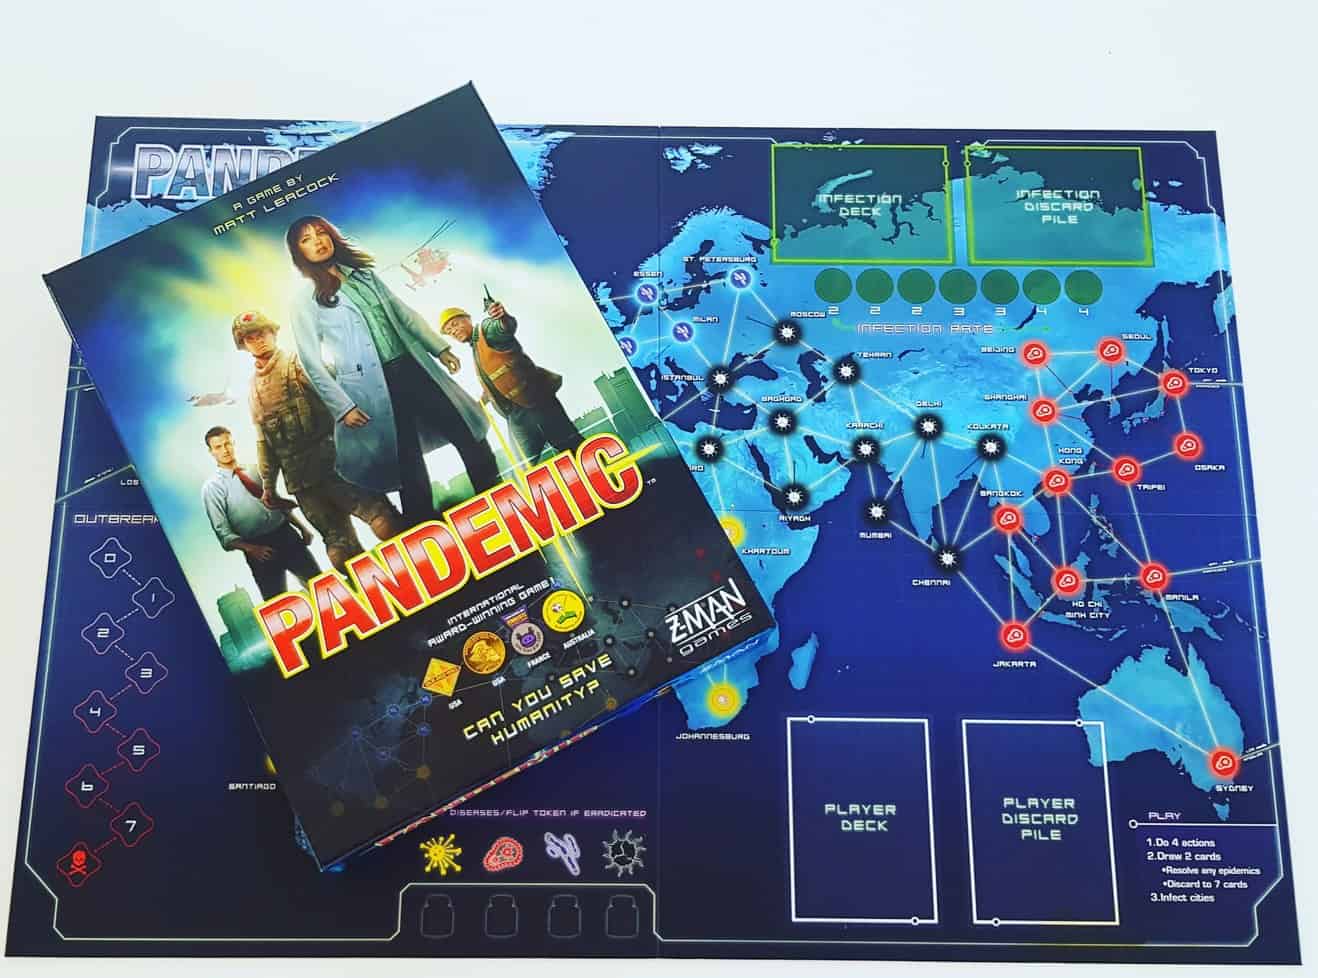 PAND
A GAME BY
MATT LEACOCK
PANDEMIC
TM
INTERNATIONAL
AWARD-WINNING GAME!
USA
USA
FRANCE
AUSTRALIA
CAN YOU SAVE
HUMANITY?
Z-MAN
games
INFECTION
DECK
INFECTION
DISCARD
PILE
2
2
2
3
3
4
4
INFECTION RATE
ESSEN
ST. PETERSBURG
MILAN
MOSCOW
ISTANBUL
TEHRAN
BAGHDAD
KARACHI
DELHI
KOLKATA
RIYADH
MUMBAI
CHENNAI
KHARTOUM
JOHANNESBURG
BEIJING
SEOUL
TOKYO
SHANGHAI
HONG
KONG
OSAKA
TAIPEI
BANGKOK
HO CHI
MINH CITY
MANILA
JAKARTA
SYDNEY
LOS
SANTIAGO
OUTBREAK
0
1
2
3
4
5
6
7
DISEASES/FLIP TOKEN IF ERADICATED
PLAYER
DECK
PLAYER
DISCARD
PILE
PLAY
1.Do 4 actions
2.Draw 2 cards
•Resolve any epidemics
•Discard to 7 cards
3.Infect cities